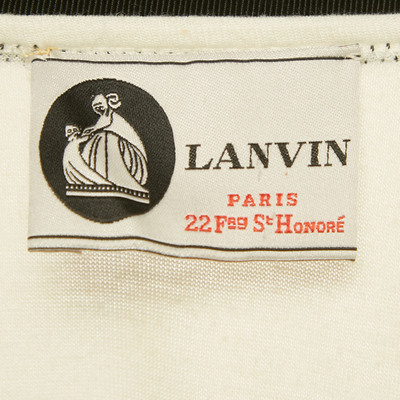 LANVIN
PARIS
22 Fbg St Honoré